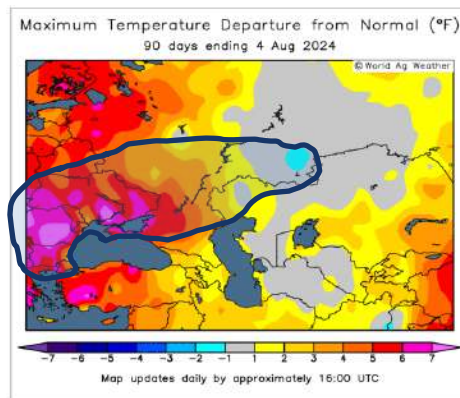 Maximum Temperature Departure from Normal (°F)
90 days ending 4 Aug 2024
© World Ag Weather
-7 -6 -5 -4 -3 -2 -1 1 2 3 4 5 6 7
Map updates daily by approximately 16:00 UTC